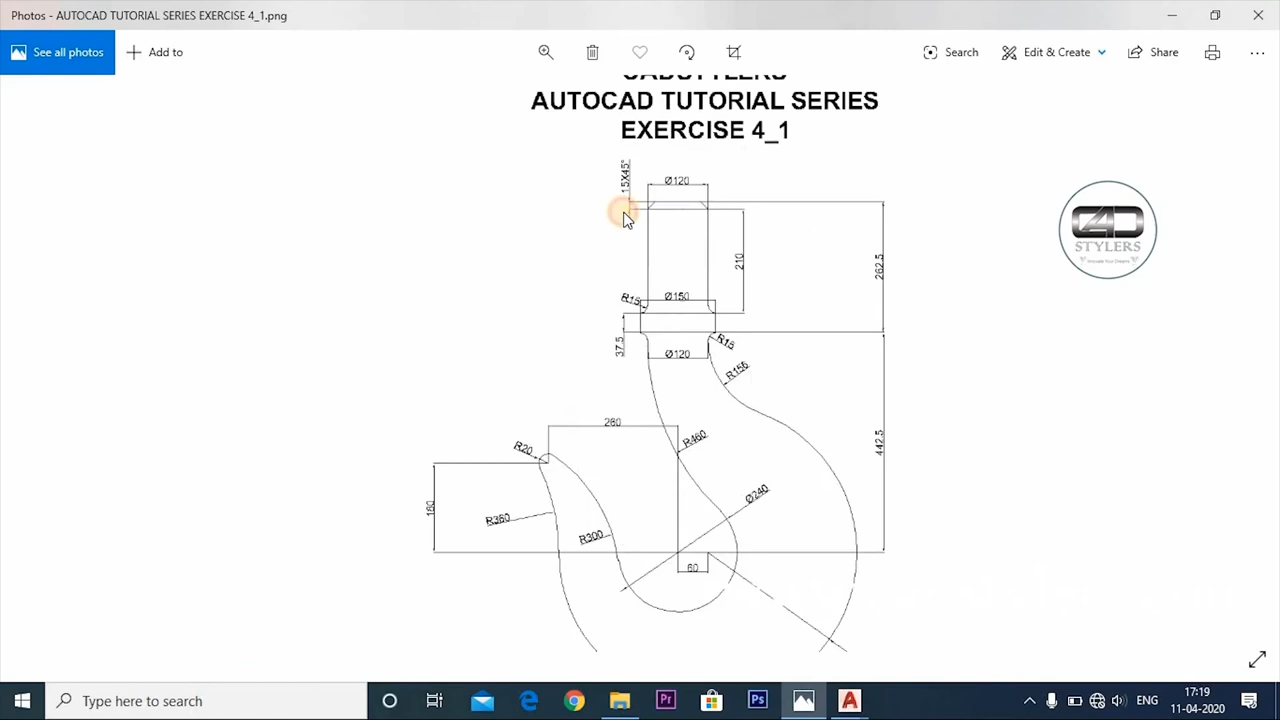 Photos - AUTOCAD TUTORIAL SERIES EXERCISE 4_1.png
See all photos
Add to
Search
Edit & Create
Share
AUTOCAD TUTORIAL SERIES
EXERCISE 4_1
15X45°
Ø120
210
262.5
R15
Ø150
37.5
Ø120
R15
R156
260
R460
442.5
R20
Ø240
180
R360
R300
60
STYLERS
Type here to search
ENG
17:19
11-04-2020